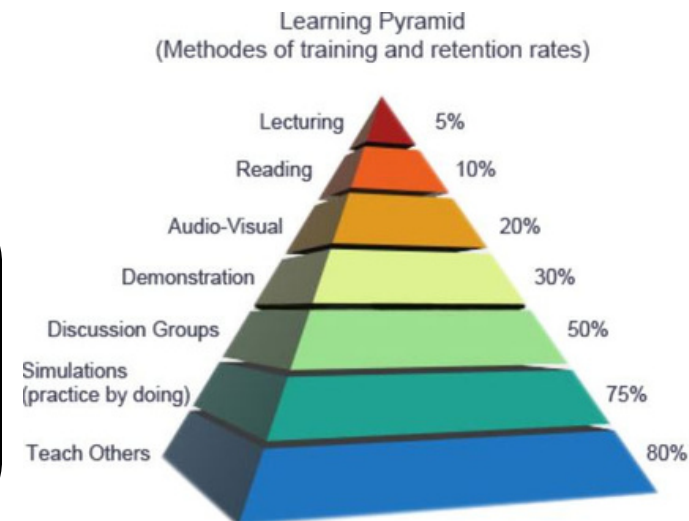 Learning Pyramid
(Methodes of training and retention rates)
Lecturing 5%
Reading 10%
Audio-Visual 20%
Demonstration 30%
Discussion Groups 50%
Simulations
(practice by doing) 75%
Teach Others 80%